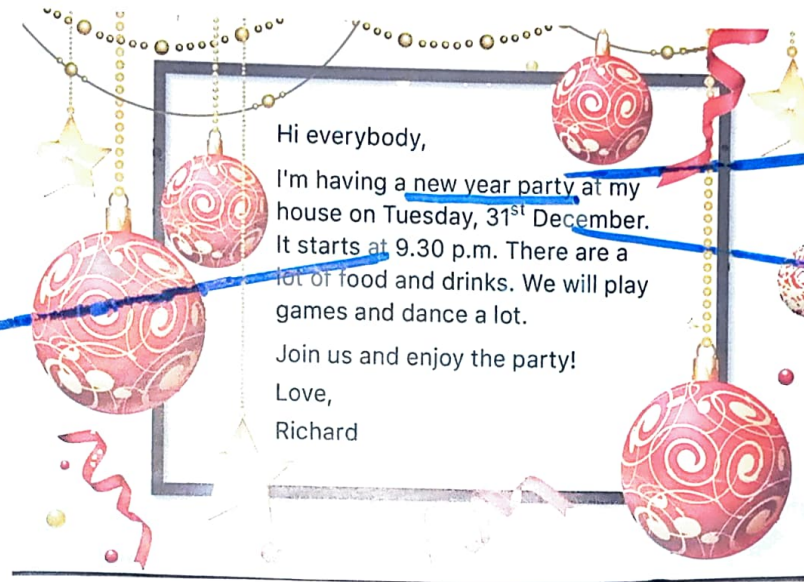 Hi everybody,
I'm having a new year party at my
house on Tuesday, 31st December.
It starts at 9.30 p.m. There are a
lot of food and drinks. We will play
games and dance a lot.
Join us and enjoy the party!
Love,
Richard